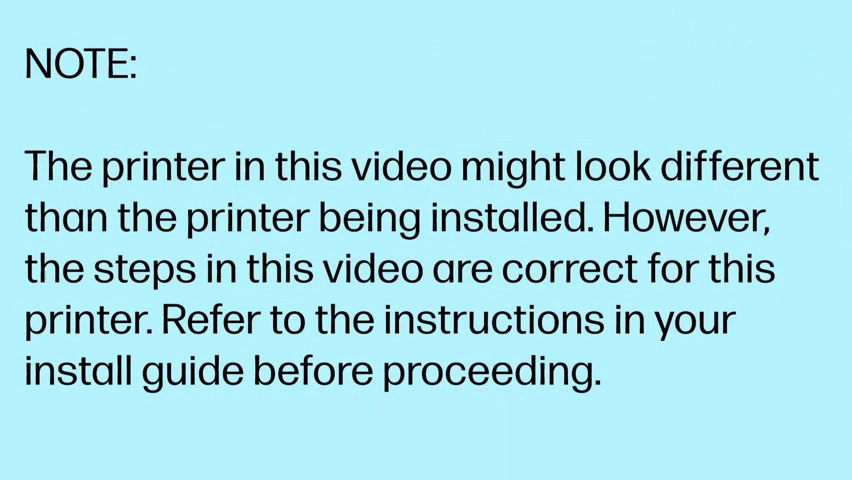 NOTE:
The printer in this video might look different
than the printer being installed. However,
the steps in this video are correct for this
printer. Refer to the instructions in your
install guide before proceeding.